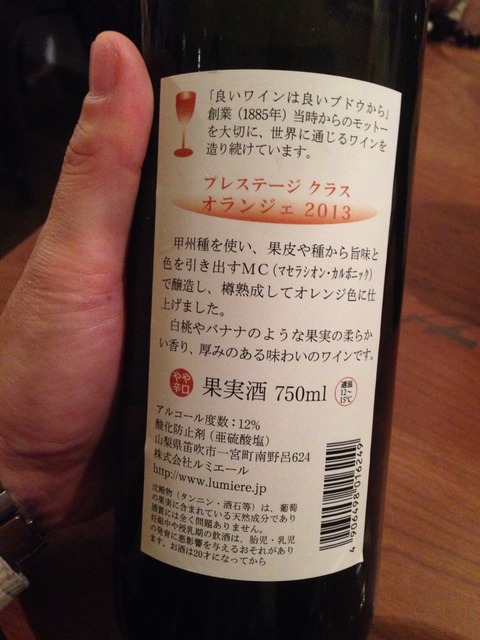 「良いワインは良いブドウから」
創業（1885年）当時からのモットー
を大切に、世界に通じるワインを
造り続けています。
プレステージ クラス
オランジェ 2013
甲州種を使い、果皮や種から旨味と
色を引き出すMC（マセラシオン・カルボニック）
で醸造し、樽熟成してオレンジ色に仕
上げました。
白桃やバナナのような果実の柔らか
い香り、厚みのある味わいのワインです。
やや
辛口
果実酒 750ml
適温
12〜
15℃
アルコール度数：12%
酸化防止剤（亜硫酸塩）
山梨県笛吹市一宮町南野呂624
株式会社ルミエール
http://www.lumiere.jp
沈殿物（タンニン・酒石等）は、葡萄
の果実に含まれている天然成分であり
酒質には全く問題ありません。
妊娠中や授乳期の飲酒は、胎児・乳児
の発育に悪影響を与えるおそれがあり
ます。お酒は20才になってから
4 906498 016249